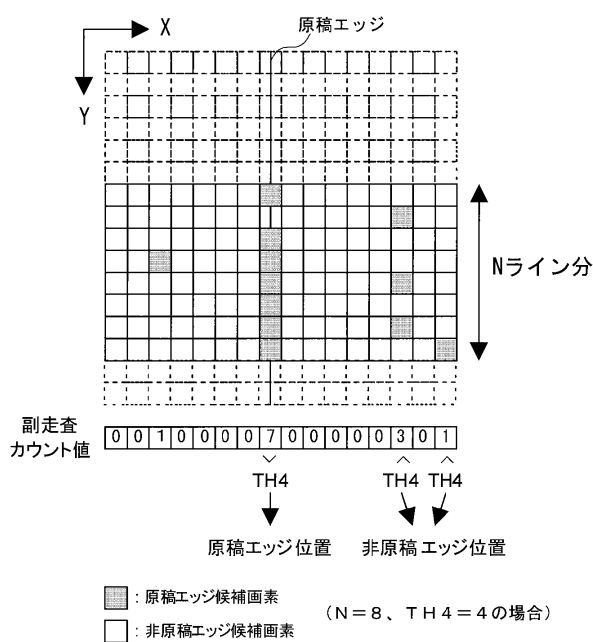 X
原稿エッジ
Y
Nライン分
副走査
カウント値
0 0 1 0 0 0 0 7 0 0 0 0 0 3 0 1
TH4 TH4 TH4
原稿エッジ位置 非原稿エッジ位置
:原稿エッジ候補画素
:非原稿エッジ候補画素
(N=8、TH4=4の場合)